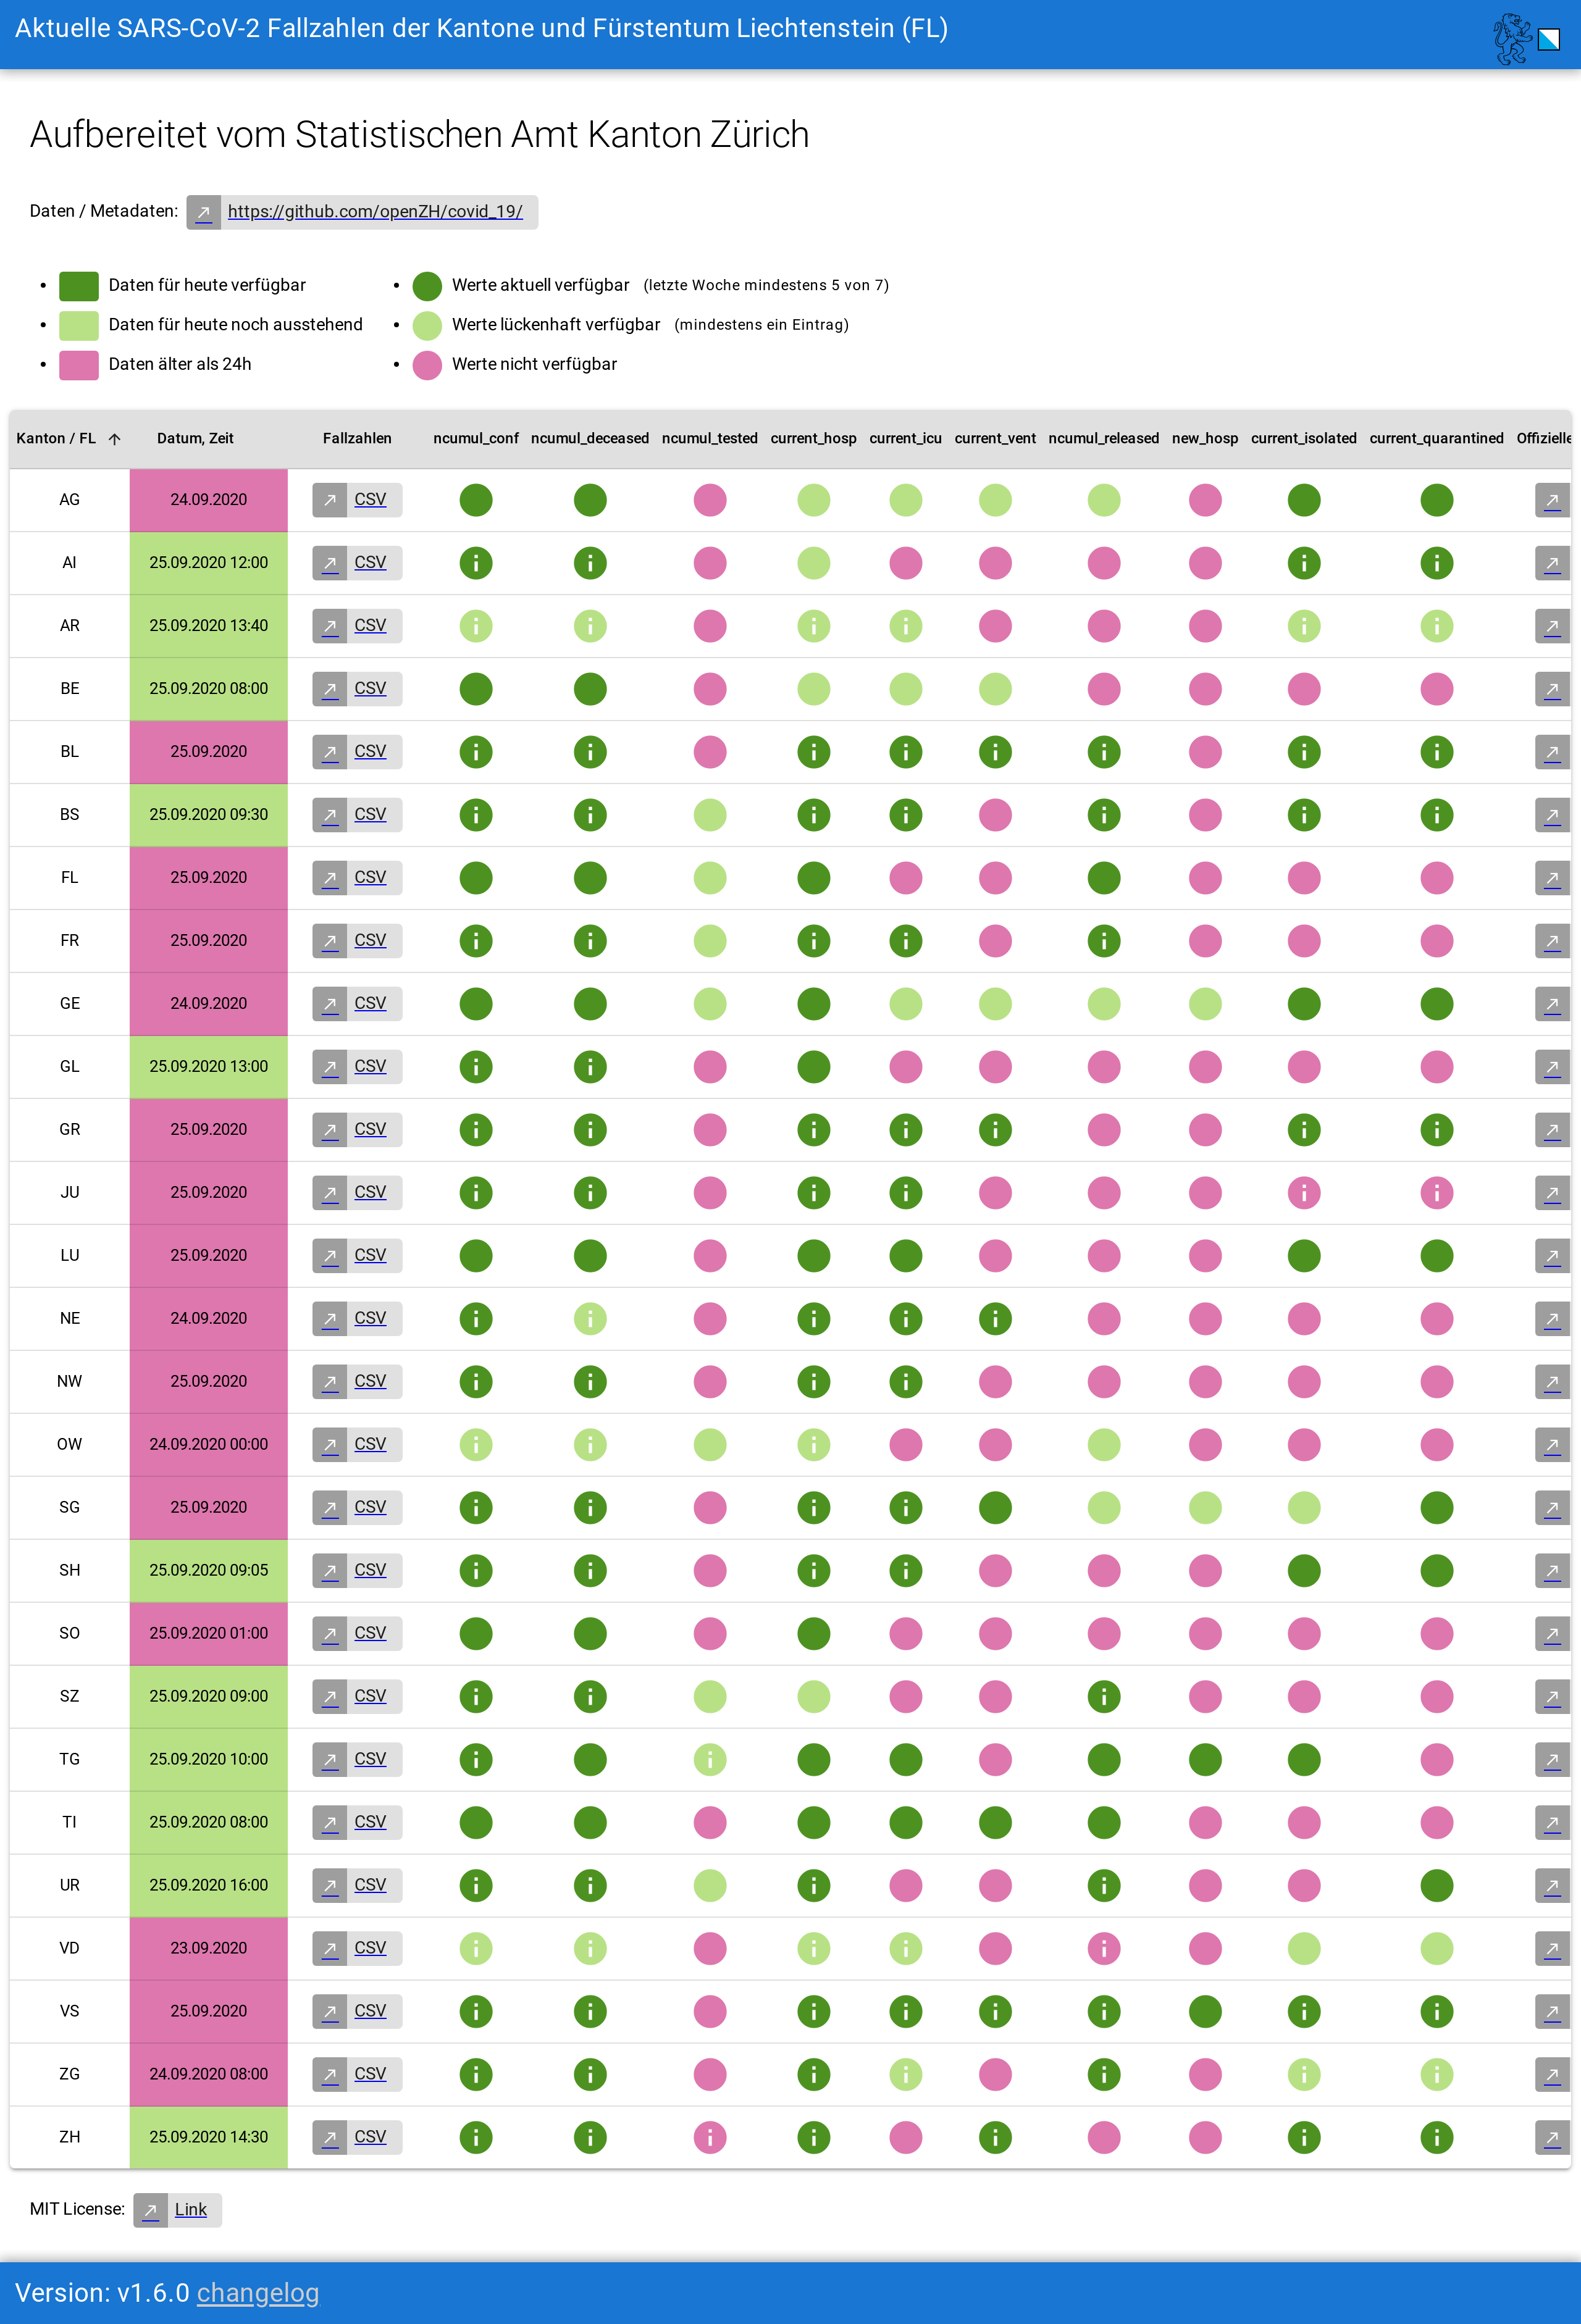 Aktuelle SARS-CoV-2 Fallzahlen der Kantone und Fürstentum Liechtenstein (FL)
Aufbereitet vom Statistischen Amt Kanton Zürich
Daten / Metadaten: https://github.com/openZH/covid_19/
Daten für heute verfügbar
Daten für heute noch ausstehend
Daten älter als 24h
Werte aktuell verfügbar (letzte Woche mindestens 5 von 7)
Werte lückenhaft verfügbar (mindestens ein Eintrag)
Werte nicht verfügbar
Kanton / FL Datum, Zeit Fallzahlen ncumul_conf ncumul_deceased ncumul_tested current_hosp current_icu current_vent ncumul_released new_hosp current_isolated current_quarantined Offizielle
AG 24.09.2020 CSV
AI 25.09.2020 12:00 CSV
AR 25.09.2020 13:40 CSV
BE 25.09.2020 08:00 CSV
BL 25.09.2020 CSV
BS 25.09.2020 09:30 CSV
FL 25.09.2020 CSV
FR 25.09.2020 CSV
GE 24.09.2020 CSV
GL 25.09.2020 13:00 CSV
GR 25.09.2020 CSV
JU 25.09.2020 CSV
LU 25.09.2020 CSV
NE 24.09.2020 CSV
NW 25.09.2020 CSV
OW 24.09.2020 00:00 CSV
SG 25.09.2020 CSV
SH 25.09.2020 09:05 CSV
SO 25.09.2020 01:00 CSV
SZ 25.09.2020 09:00 CSV
TG 25.09.2020 10:00 CSV
TI 25.09.2020 08:00 CSV
UR 25.09.2020 16:00 CSV
VD 23.09.2020 CSV
VS 25.09.2020 CSV
ZG 24.09.2020 08:00 CSV
ZH 25.09.2020 14:30 CSV
MIT License: Link
Version: v1.6.0 changelog